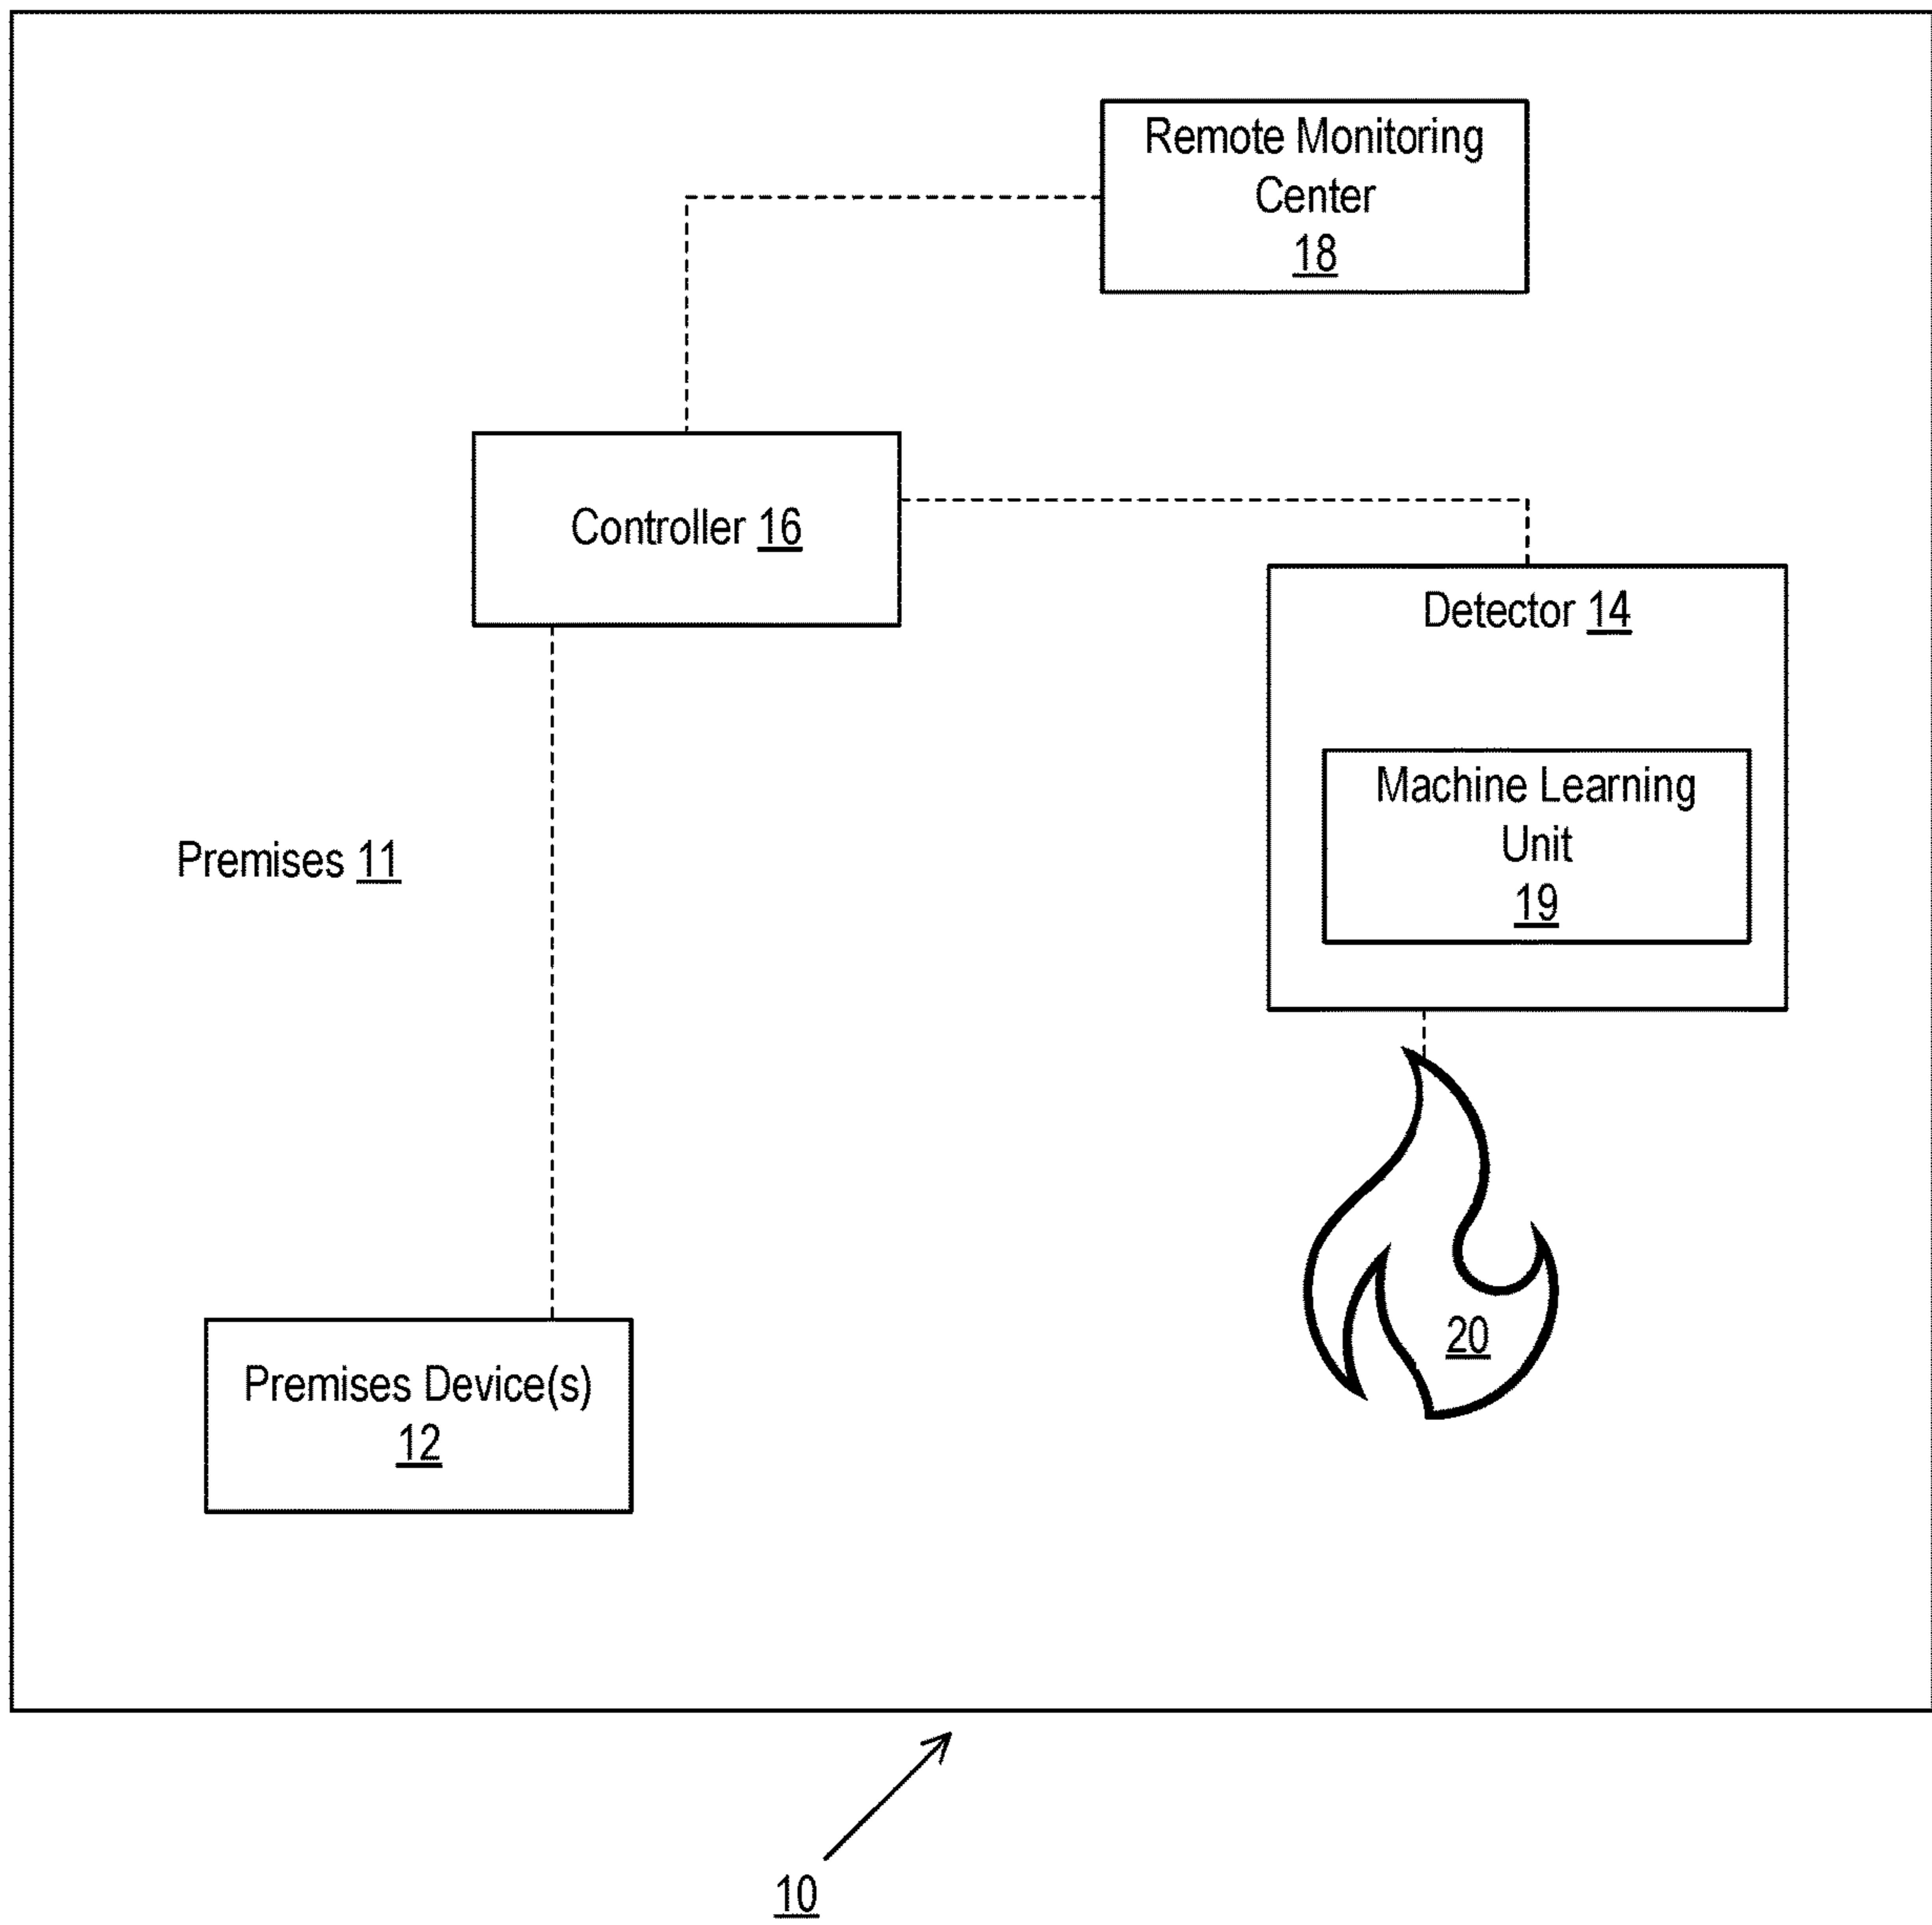 Remote Monitoring
Center
18
Controller 16
Detector 14
Machine Learning
Unit
19
Premises 11
20
Premises Device(s)
12
10